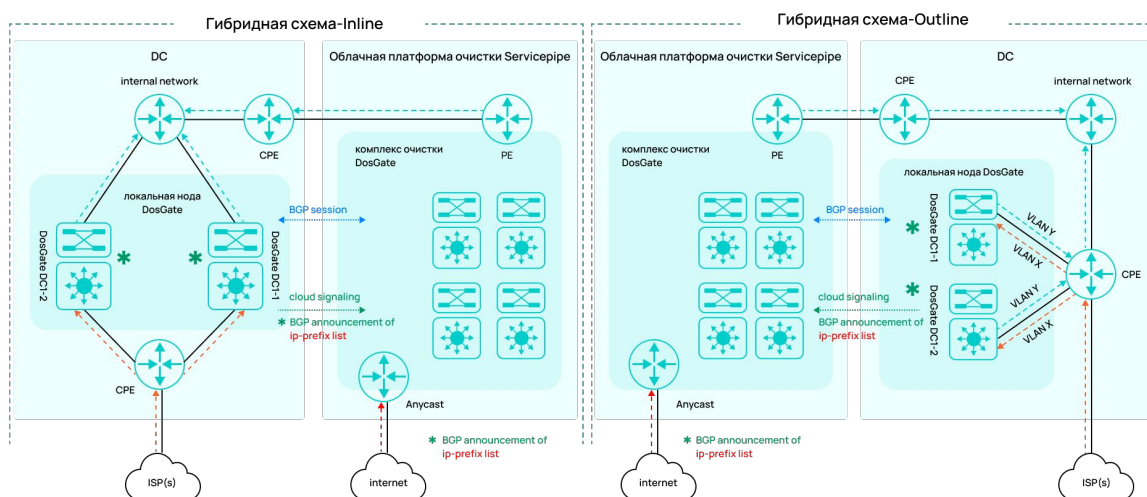 Гибридная схема-Inline
DC
internal network
CPE
локальная нода
DosGate
DosGate DC1-2
*
*
DosGate DC1-1
CPE
ISP(s)
Облачная платформа очистки Servicepipe
PE
комплекс очистки
DosGate
BGP session
cloud signaling
* BGP announcement of
ip-prefix list
Anycast
internet
* BGP announcement of
ip-prefix list
Гибридная схема-Outline
Облачная платформа очистки Servicepipe
PE
комплекс очистки
DosGate
BGP session
cloud signaling
BGP announcement of
ip-prefix list
Anycast
internet
* BGP announcement of
ip-prefix list
DC
CPE
internal network
локальная нода DosGate
DosGate DC1-1
*
VLAN Y
VLAN X
DosGate DC1-2
*
VLAN Y
VLAN X
CPE
ISP(s)